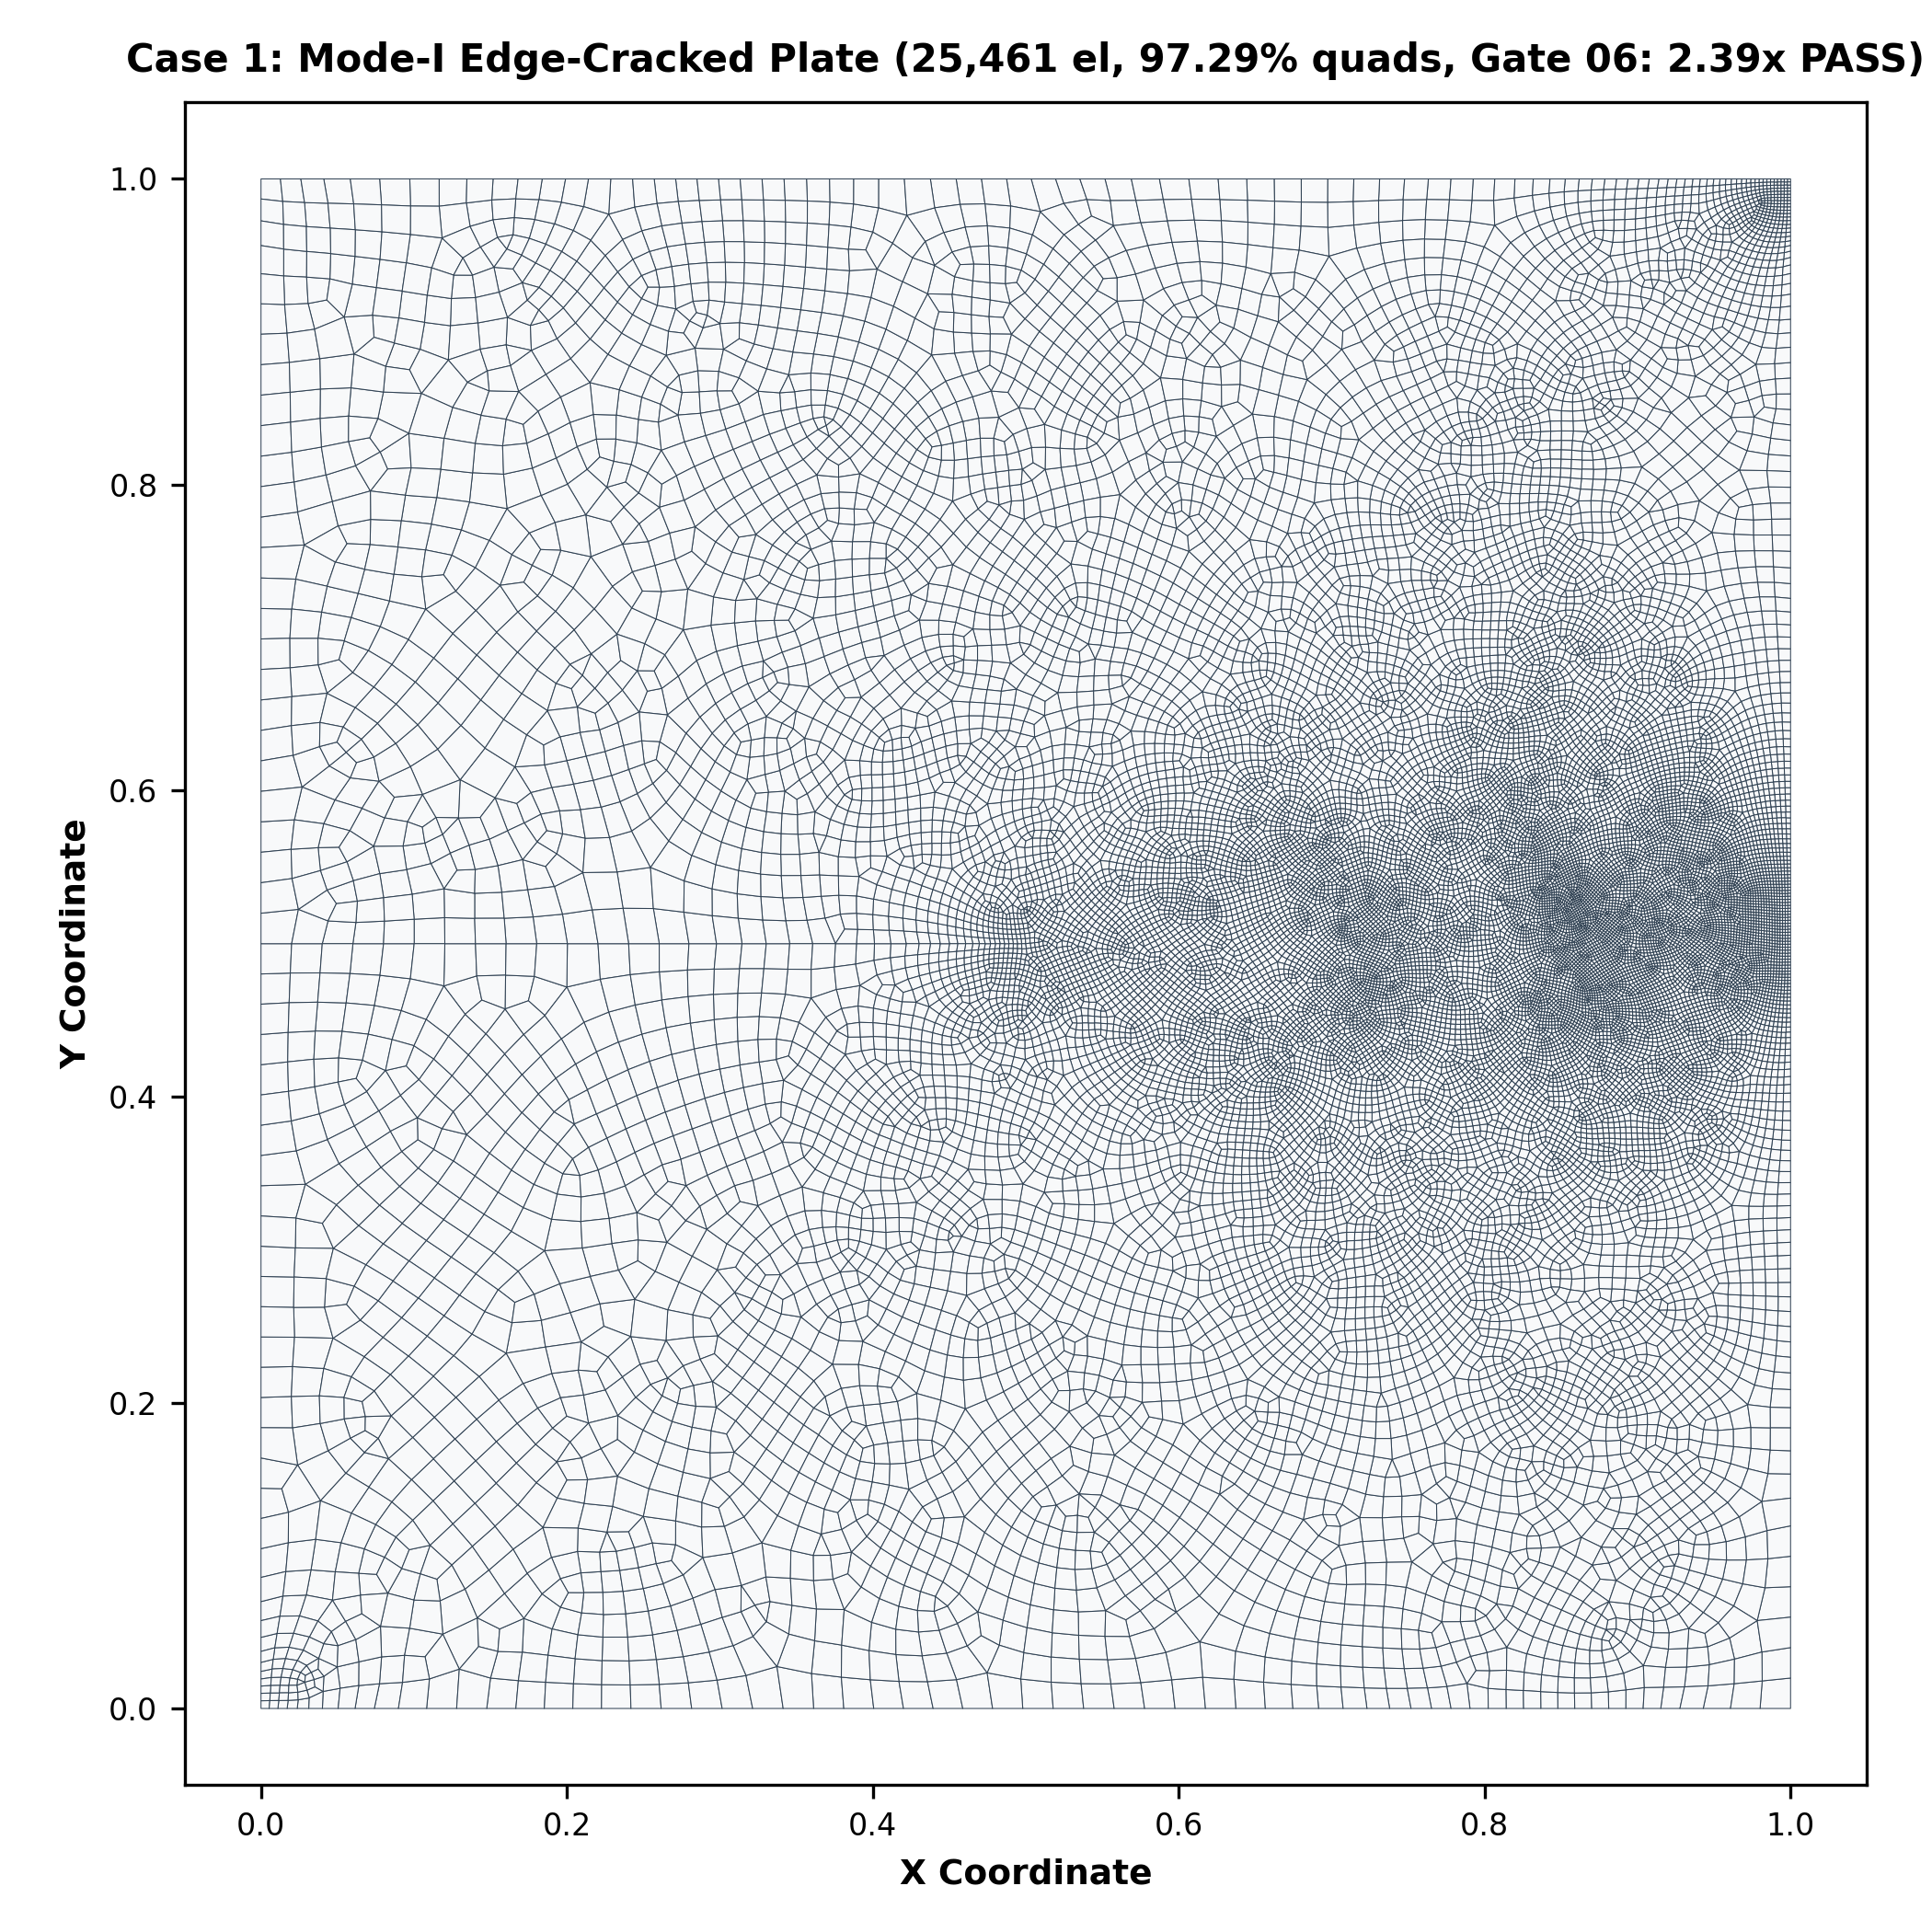 Case 1: Mode-I Edge-Cracked Plate (25,461 el, 97.29% quads, Gate 06: 2.39x PASS)
1.0
0.8
0.6
0.4
0.2
0.0
Y Coordinate
0.0 0.2 0.4 0.6 0.8 1.0
X Coordinate